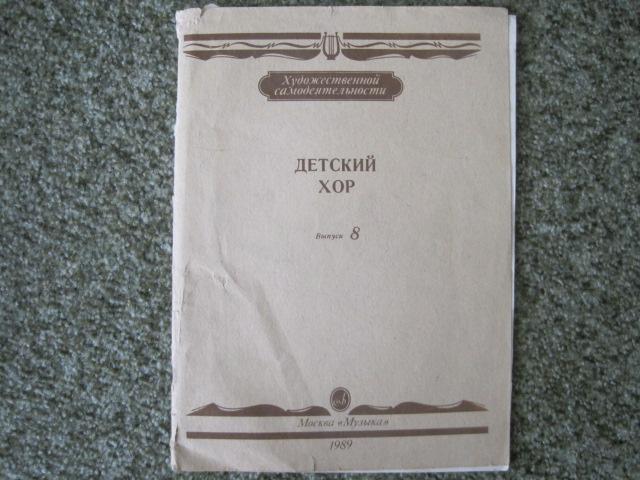 Художественной
самодеятельности
ДЕТСКИЙ
ХОР
Выпуск 8
Москва «Музыка»
1989